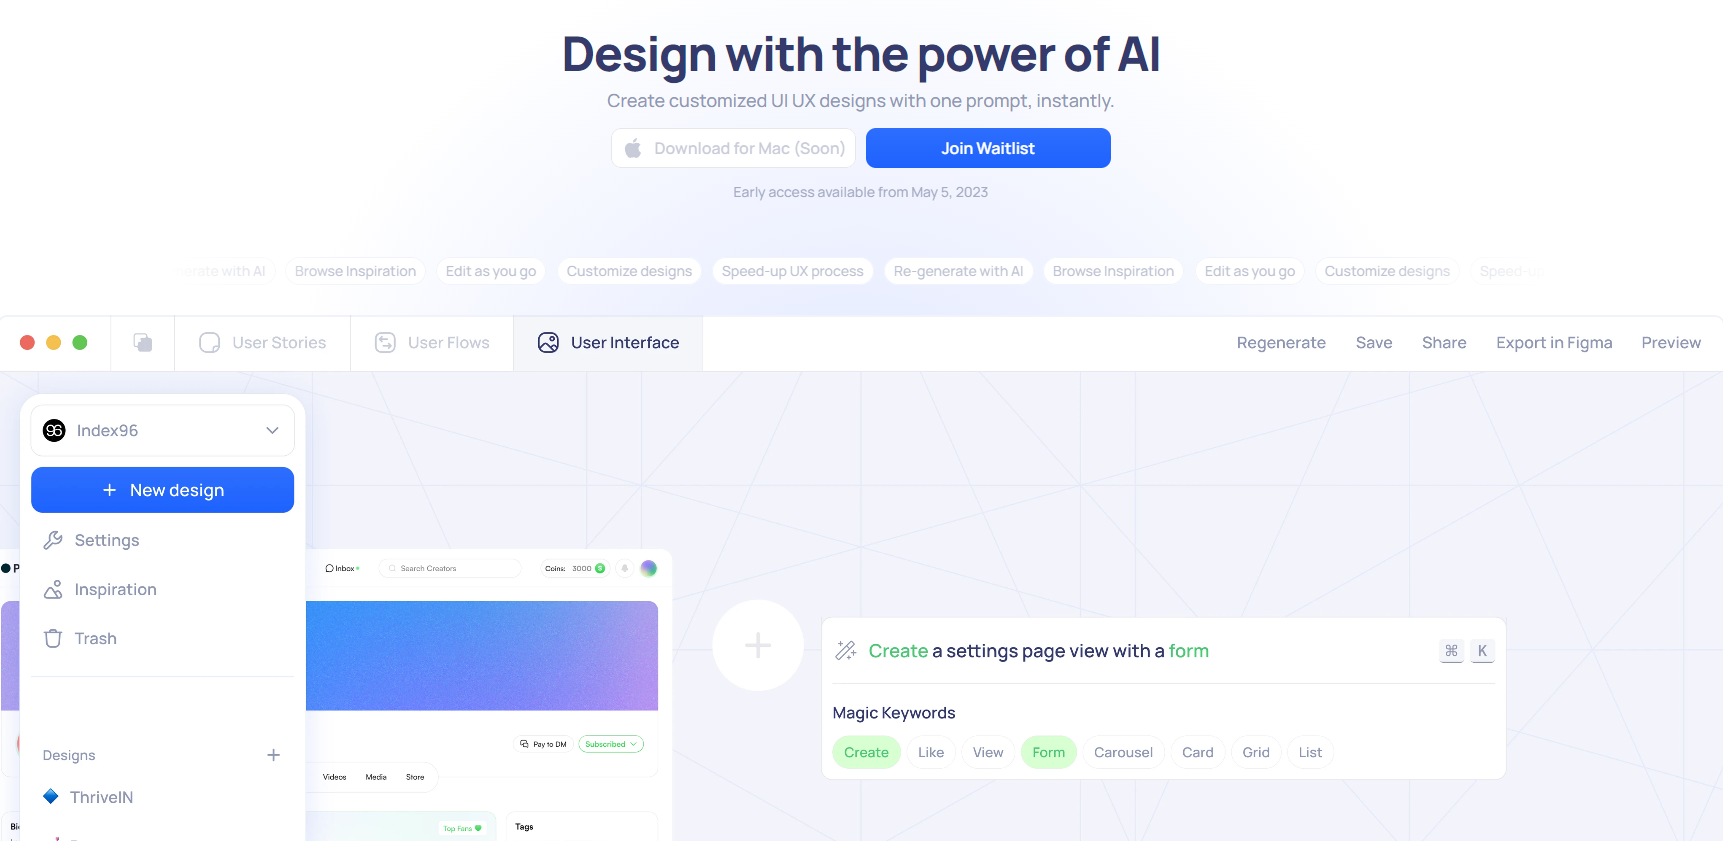 Design with the power of AI
Create customized UI UX designs with one prompt, instantly.
Download for Mac (Soon)
Join Waitlist
Early access available from May 5, 2023
erate with AI
Browse Inspiration
Edit as you go
Customize designs
Speed-up UX process
Re-generate with AI
Browse Inspiration
Edit as you go
Customize designs
Speed-up
User Stories
User Flows
User Interface
Regenerate
Save
Share
Export in Figma
Preview
96 Index96
+ New design
Settings
Inspiration
Trash
Designs +
ThriveIN
P
Inbox
Search Creators
Coins: 3000
Pay to DM
Subscribed
Videos
Media
Store
Top Fans
Tags
Create a settings page view with a form
⌘ K
Magic Keywords
Create
Like
View
Form
Carousel
Card
Grid
List